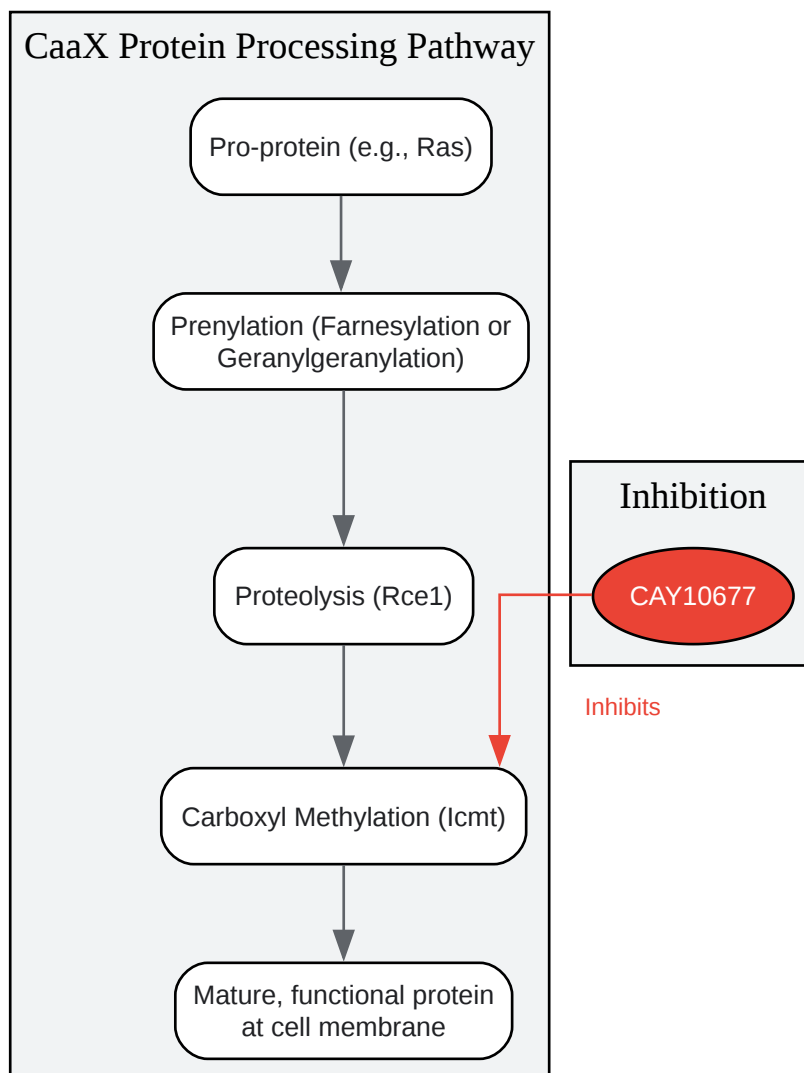 CaaX Protein Processing Pathway
Pro-protein (e.g., Ras)
Prenylation (Farnesylation or
Geranylgeranylation)
Proteolysis (Rce1)
Inhibition
CAY10677
Inhibits
Carboxyl Methylation (Icmt)
Mature, functional protein
at cell membrane